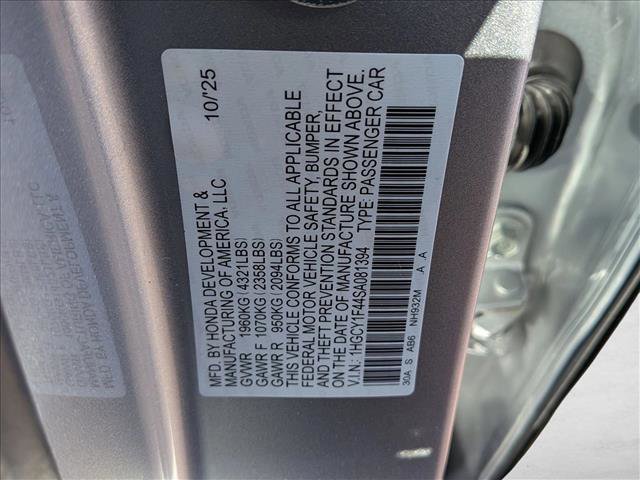 MFD. BY HONDA DEVELOPMENT & 10/'25
MANUFACTURING OF AMERICA. LLC
GVWR 1960KG(4321LBS)
GAWR F 1070KG(2358LBS)
GAWR R 950KG(2094LBS)
THIS VEHICLE CONFORMS TO ALL APPLICABLE
FEDERAL MOTOR VEHICLE SAFETY, BUMPER,
AND THEFT PREVENTION STANDARDS IN EFFECT
ON THE DATE OF MANUFACTURE SHOWN ABOVE.
V.I.N.: 1HGCY1F44SA081394 TYPE: PASSENGER CAR
30A S AB6 NH932M A A